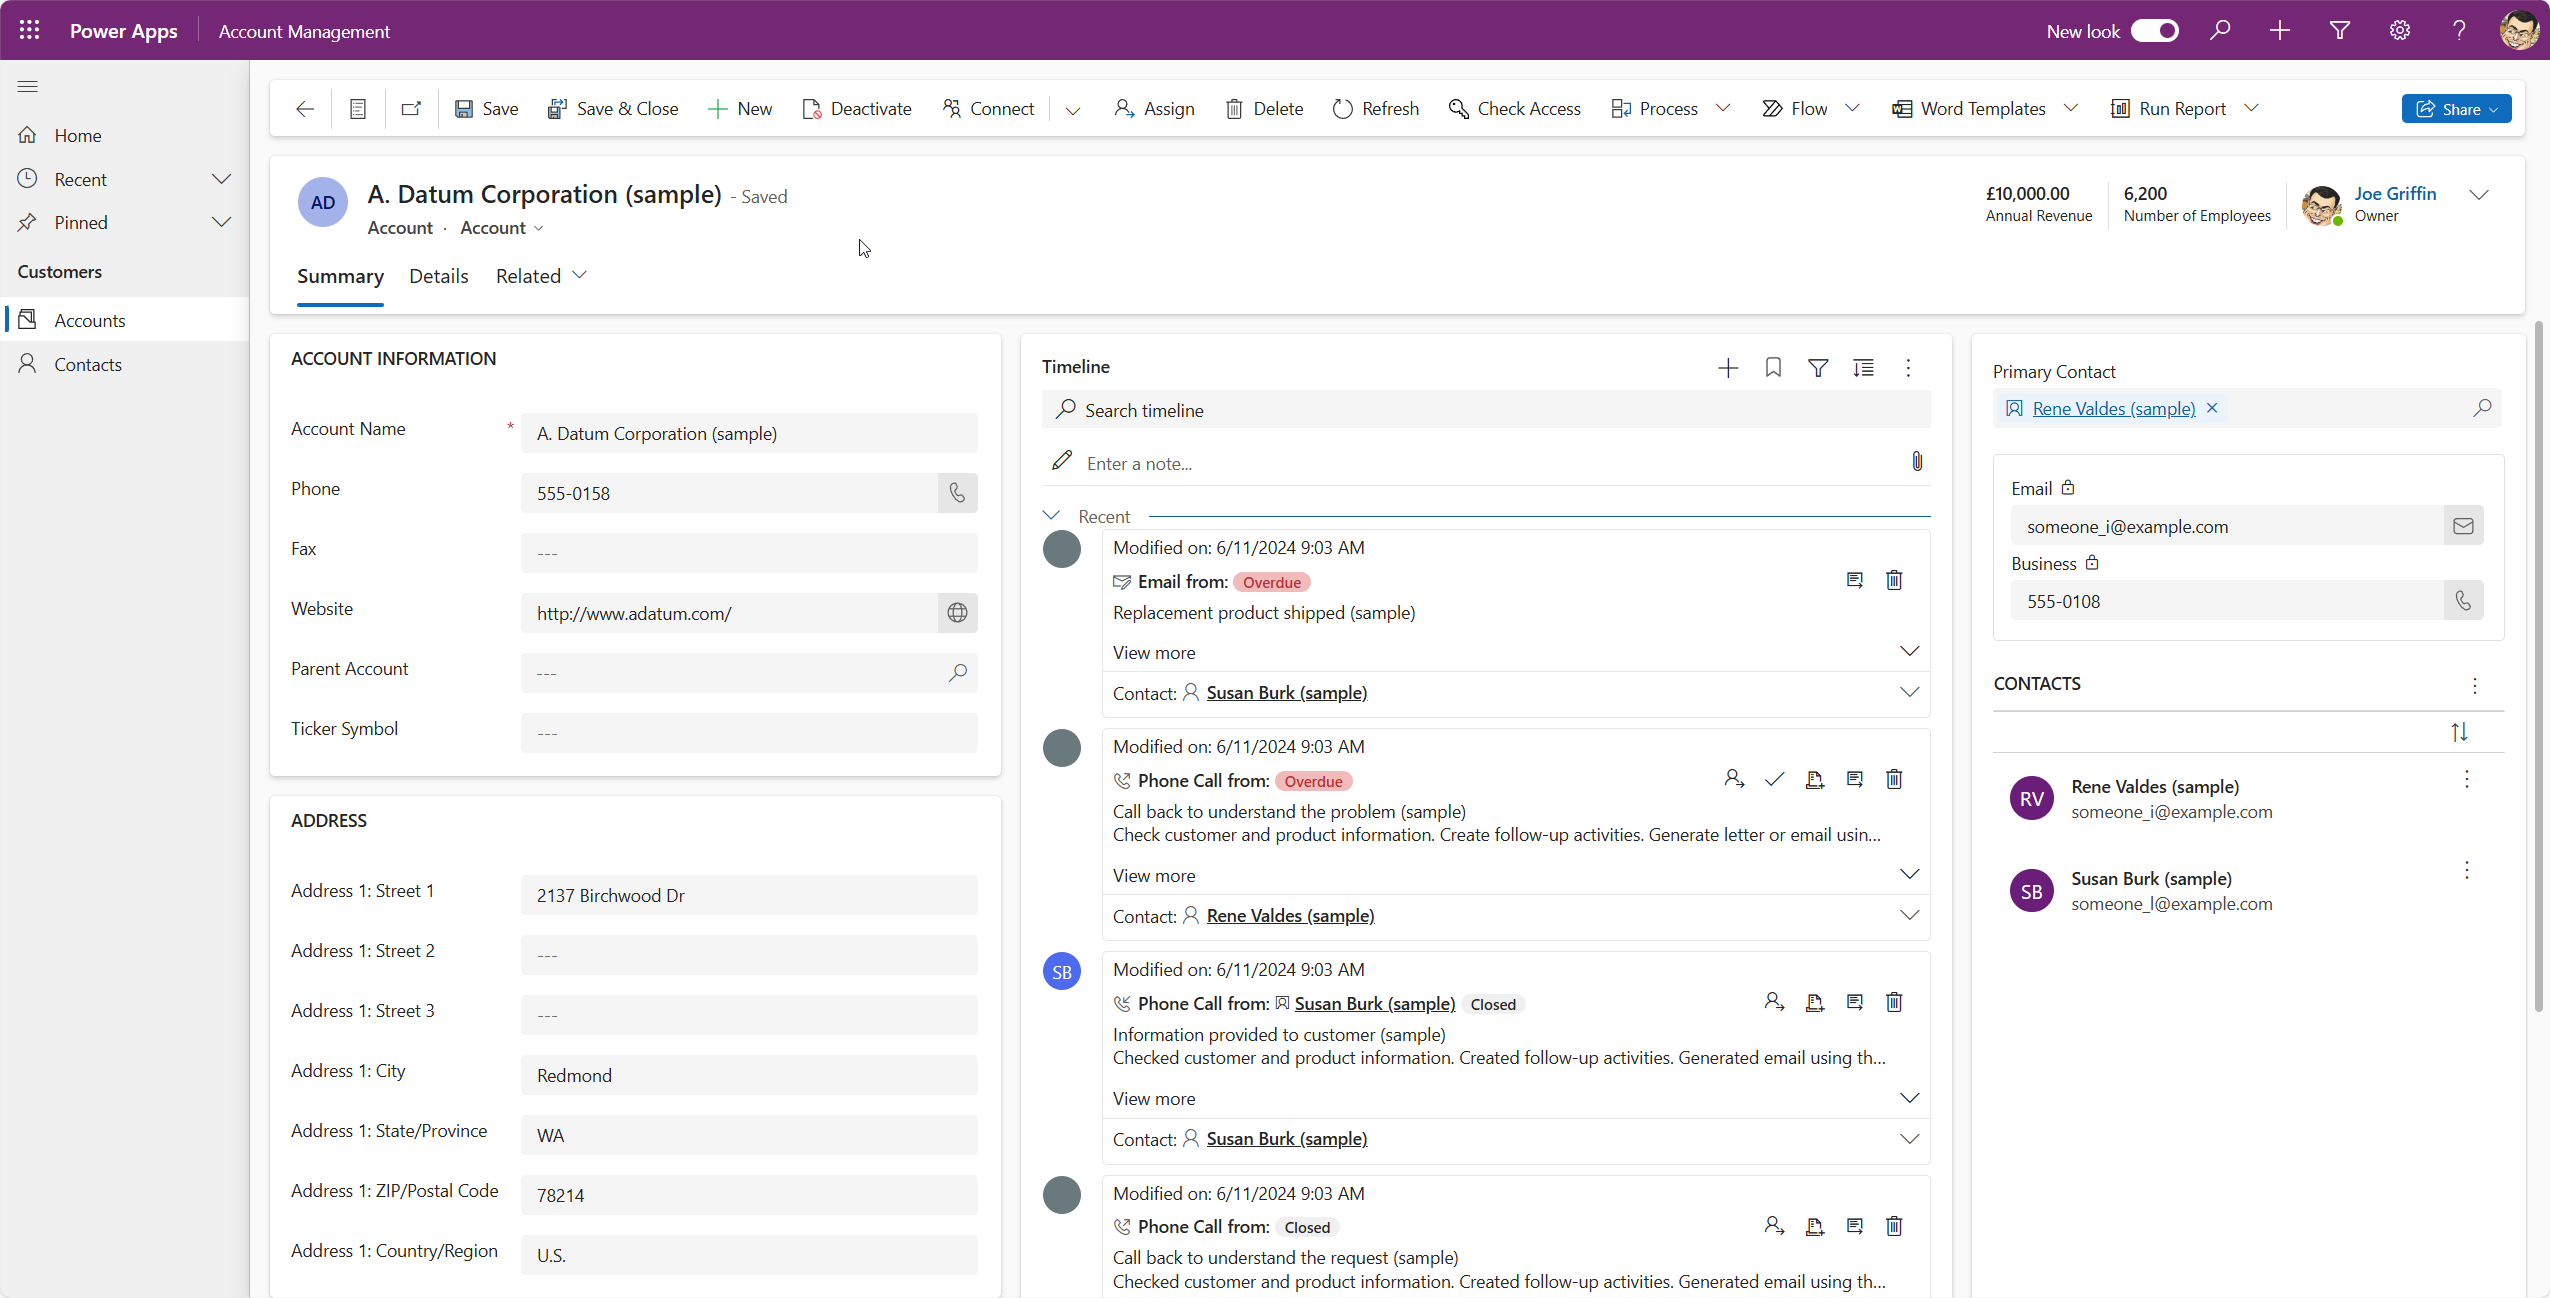 Power Apps
Account Management
New look
Home
Recent
Pinned
Customers
Accounts
Contacts
Save
Save & Close
New
Deactivate
Connect
Assign
Delete
Refresh
Check Access
Process
Flow
Word Templates
Run Report
Share
AD
A. Datum Corporation (sample) - Saved
Account · Account
£10,000.00
Annual Revenue
6,200
Number of Employees
Joe Griffin
Owner
Summary
Details
Related
ACCOUNT INFORMATION
Account Name * A. Datum Corporation (sample)
Phone 555-0158
Fax ---
Website http://www.adatum.com/
Parent Account ---
Ticker Symbol ---
ADDRESS
Address 1: Street 1 2137 Birchwood Dr
Address 1: Street 2 ---
Address 1: Street 3 ---
Address 1: City Redmond
Address 1: State/Province WA
Address 1: ZIP/Postal Code 78214
Address 1: Country/Region U.S.
Timeline
Search timeline
Enter a note...
Recent
Modified on: 6/11/2024 9:03 AM
Email from: Overdue
Replacement product shipped (sample)
View more
Contact: Susan Burk (sample)
Modified on: 6/11/2024 9:03 AM
Phone Call from: Overdue
Call back to understand the problem (sample)
Check customer and product information. Create follow-up activities. Generate letter or email usin...
View more
Contact: Rene Valdes (sample)
SB
Modified on: 6/11/2024 9:03 AM
Phone Call from: Susan Burk (sample) Closed
Information provided to customer (sample)
Checked customer and product information. Created follow-up activities. Generated email using th...
View more
Contact: Susan Burk (sample)
Modified on: 6/11/2024 9:03 AM
Phone Call from: Closed
Call back to understand the request (sample)
Checked customer and product information. Created follow-up activities. Generated email using th...
Primary Contact
Rene Valdes (sample)
Email
someone_i@example.com
Business
555-0108
CONTACTS
RV
Rene Valdes (sample)
someone_i@example.com
SB
Susan Burk (sample)
someone_l@example.com